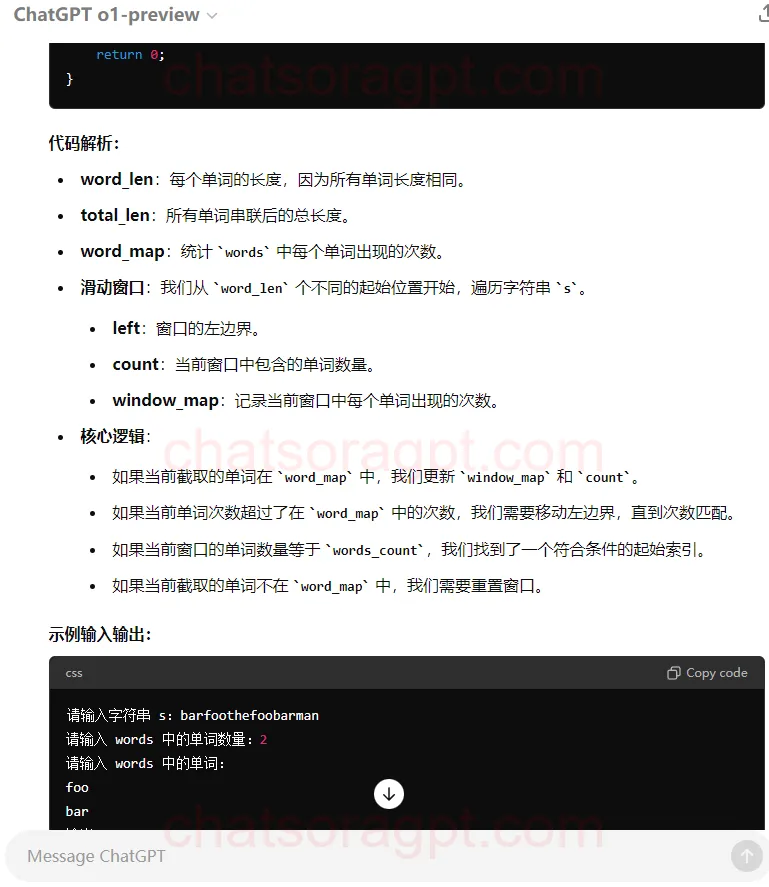 ChatGPT o1-preview
return 0;
}
chatsoragpt.com
代码解析：
• word_len：每个单词的长度，因为所有单词长度相同。
• total_len：所有单词串联后的总长度。
• word_map：统计 `words` 中每个单词出现的次数。
• 滑动窗口：我们从 `word_len` 个不同的起始位置开始，遍历字符串 `s`。
• left：窗口的左边界。
• count：当前窗口中包含的单词数量。
• window_map：记录当前窗口中每个单词出现的次数。
• 核心逻辑：
chatsoragpt.com
• 如果当前截取的单词在 `word_map` 中，我们更新 `window_map` 和 `count`。
• 如果当前单词次数超过了在 `word_map` 中的次数，我们需要移动左边界，直到次数匹配。
• 如果当前窗口的单词数量等于 `words_count`，我们找到了一个符合条件的起始索引。
• 如果当前截取的单词不在 `word_map` 中，我们需要重置窗口。
示例输入输出：
css Copy code
请输入字符串 s：barfoothefoobarman
请输入 words 中的单词数量：2
请输入 words 中的单词：
foo
bar
chatsoragpt.com
Message ChatGPT